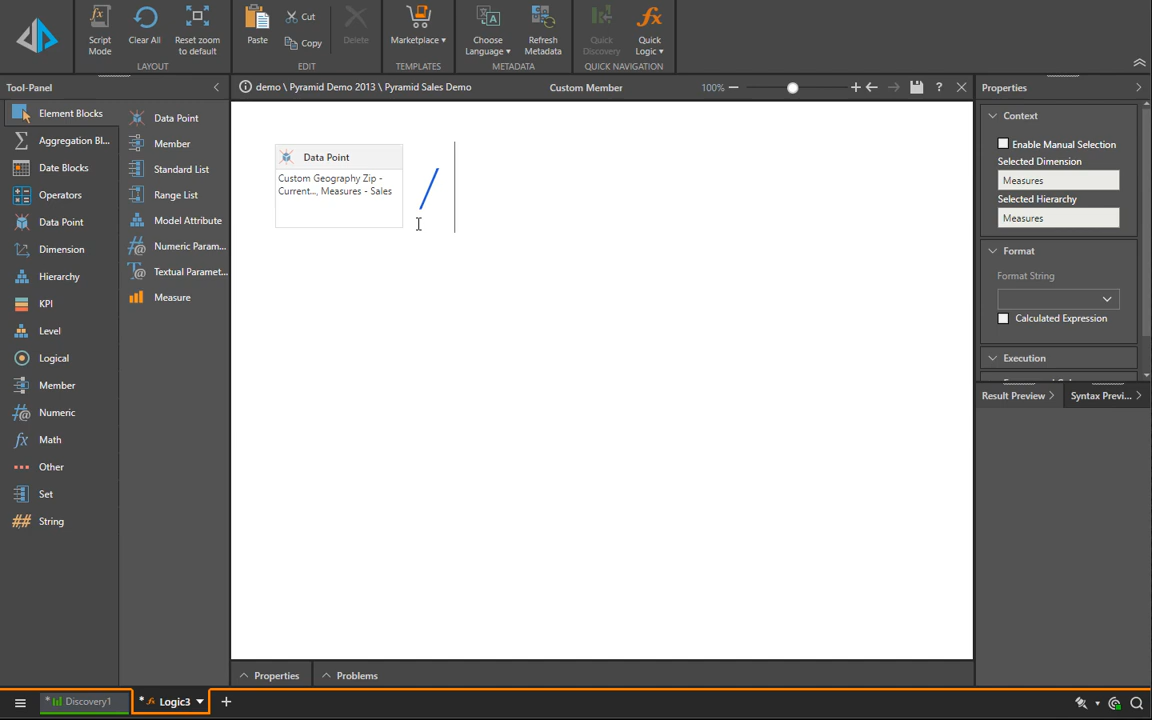 Script Mode
Clear All
Reset zoom to default
LAYOUT
Paste
Cut
Copy
Delete
EDIT
Marketplace
TEMPLATES
Choose Language
Refresh Metadata
METADATA
Quick Discovery
Quick Logic
QUICK NAVIGATION
Tool-Panel
demo \ Pyramid Demo 2013 \ Pyramid Sales Demo
Custom Member
100%
?
Properties
Element Blocks
Aggregation Bl...
Date Blocks
Operators
Data Point
Dimension
Hierarchy
KPI
Level
Logical
Member
Numeric
Math
Other
Set
String
Data Point
Member
Standard List
Range List
Model Attribute
Numeric Param...
Textual Paramet...
Measure
Data Point
Custom Geography Zip -
Current..., Measures - Sales
/
Context
Enable Manual Selection
Selected Dimension
Measures
Selected Hierarchy
Measures
Format
Format String
Calculated Expression
Execution
Result Preview
Syntax Previ...
Properties
Problems
* Discovery1
* Logic3
+